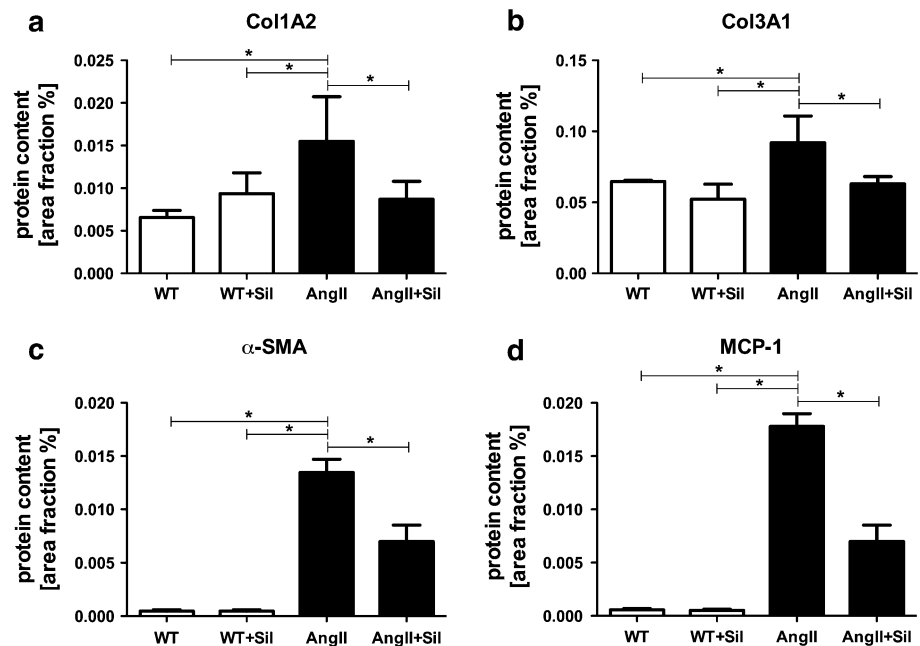 a
Col1A2
protein content
[area fraction %]
0.025
0.020
0.015
0.010
0.005
0.000
*
*
*
WT
WT+Sil
AngII
AngII+Sil
b
Col3A1
protein content
[area fraction %]
0.15
0.10
0.05
0.00
*
*
*
WT
WT+Sil
AngII
AngII+Sil
c
α-SMA
protein content
[area fraction %]
0.020
0.015
0.010
0.005
0.000
*
*
*
WT
WT+Sil
AngII
AngII+Sil
d
MCP-1
protein content
[area fraction %]
0.020
0.015
0.010
0.005
0.000
*
*
*
WT
WT+Sil
AngII
AngII+Sil